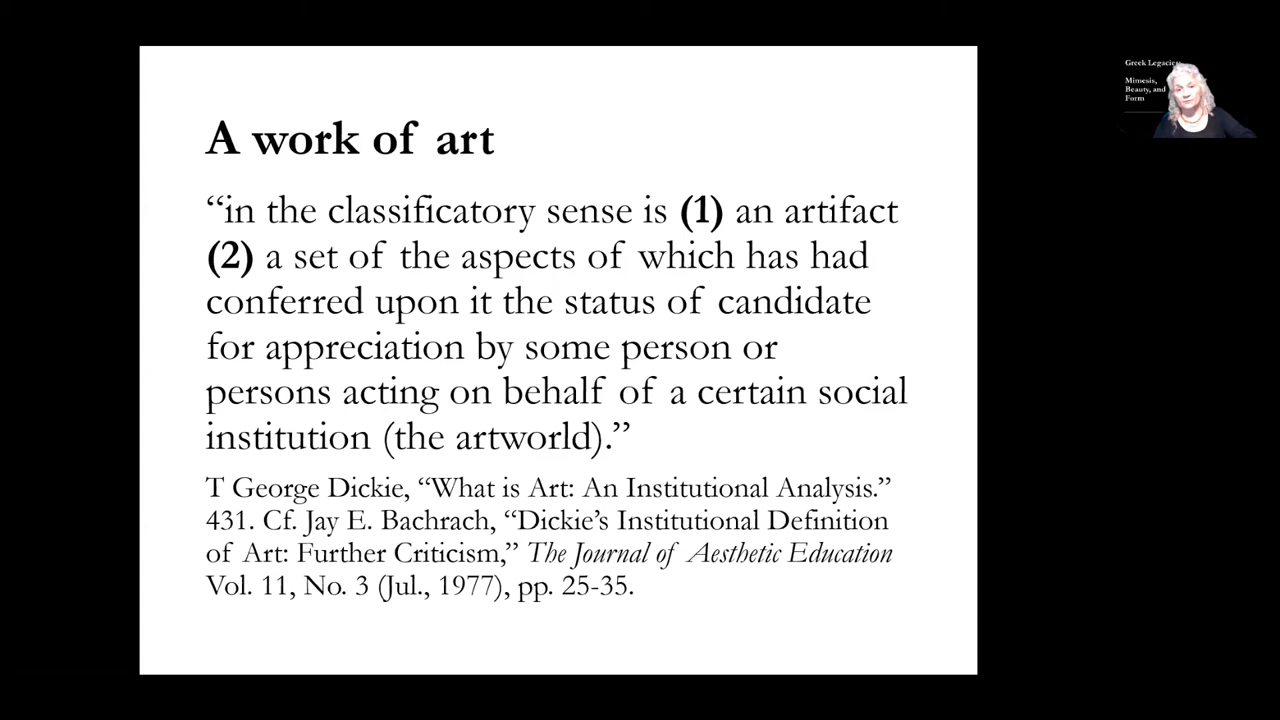 A work of art
“in the classificatory sense is (1) an artifact
(2) a set of the aspects of which has had
conferred upon it the status of candidate
for appreciation by some person or
persons acting on behalf of a certain social
institution (the artworld).”
T George Dickie, “What is Art: An Institutional Analysis.”
431. Cf. Jay E. Bachrach, “Dickie’s Institutional Definition
of Art: Further Criticism,” The Journal of Aesthetic Education
Vol. 11, No. 3 (Jul., 1977), pp. 25-35.
Greek Legacies:
Mimesis,
Beauty, and
Form